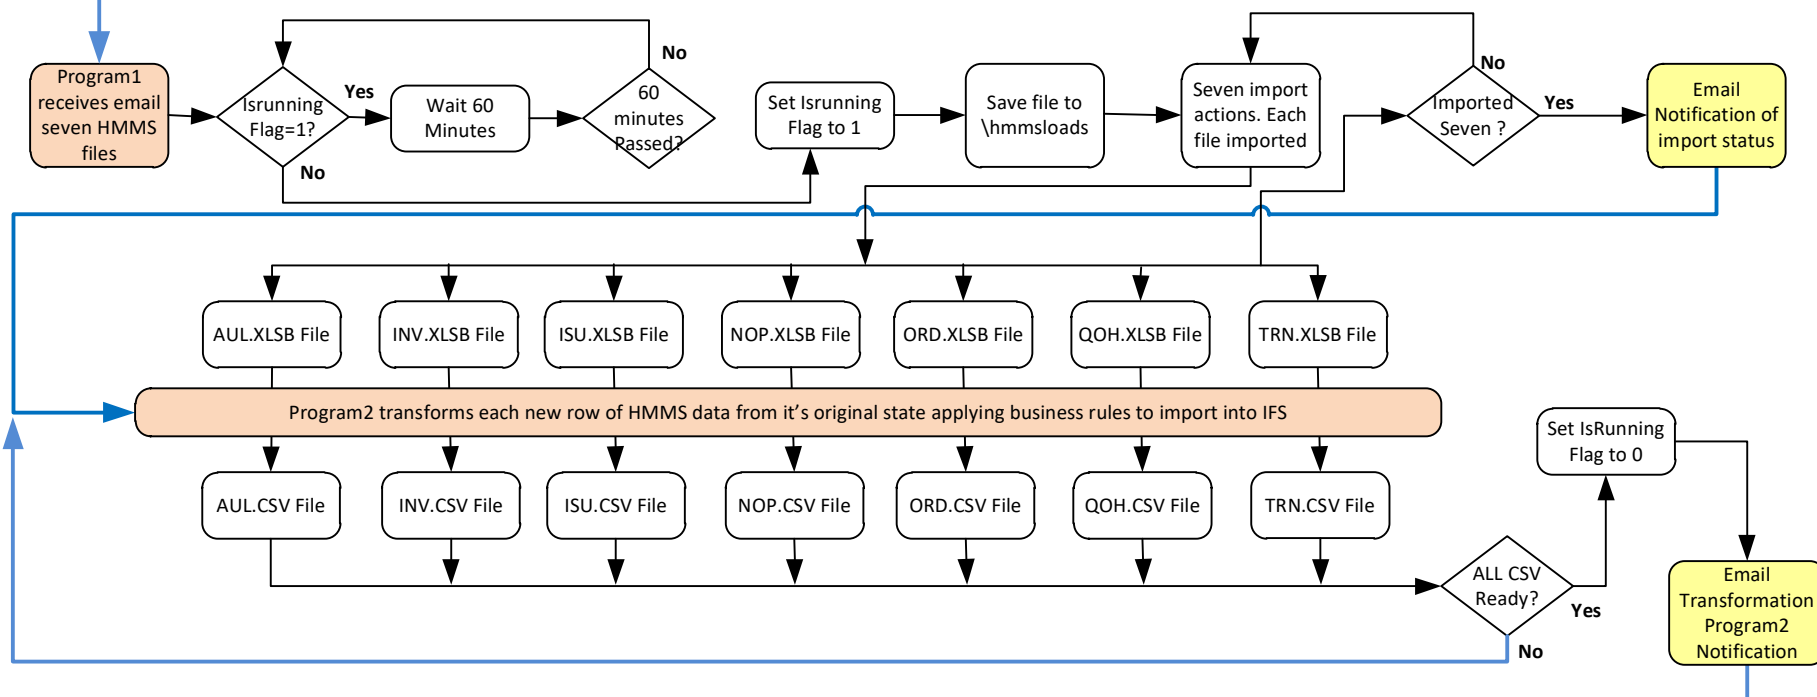 Program1
receives email
seven HMMS
files
Isrunning
Flag=1?
Yes
No
Wait 60
Minutes
60
minutes
Passed?
No
Set Isrunning
Flag to 1
Save file to
\hmmsloads
Seven import
actions. Each
file imported
Imported
Seven ?
No
Yes
Email
Notification of
import status
AUL.XLSB File
INV.XLSB File
ISU.XLSB File
NOP.XLSB File
ORD.XLSB File
QOH.XLSB File
TRN.XLSB File
Program2 transforms each new row of HMMS data from it’s original state applying business rules to import into IFS
AUL.CSV File
INV.CSV File
ISU.CSV File
NOP.CSV File
ORD.CSV File
QOH.CSV File
TRN.CSV File
ALL CSV
Ready?
Yes
No
Set IsRunning
Flag to 0
Email
Transformation
Program2
Notification